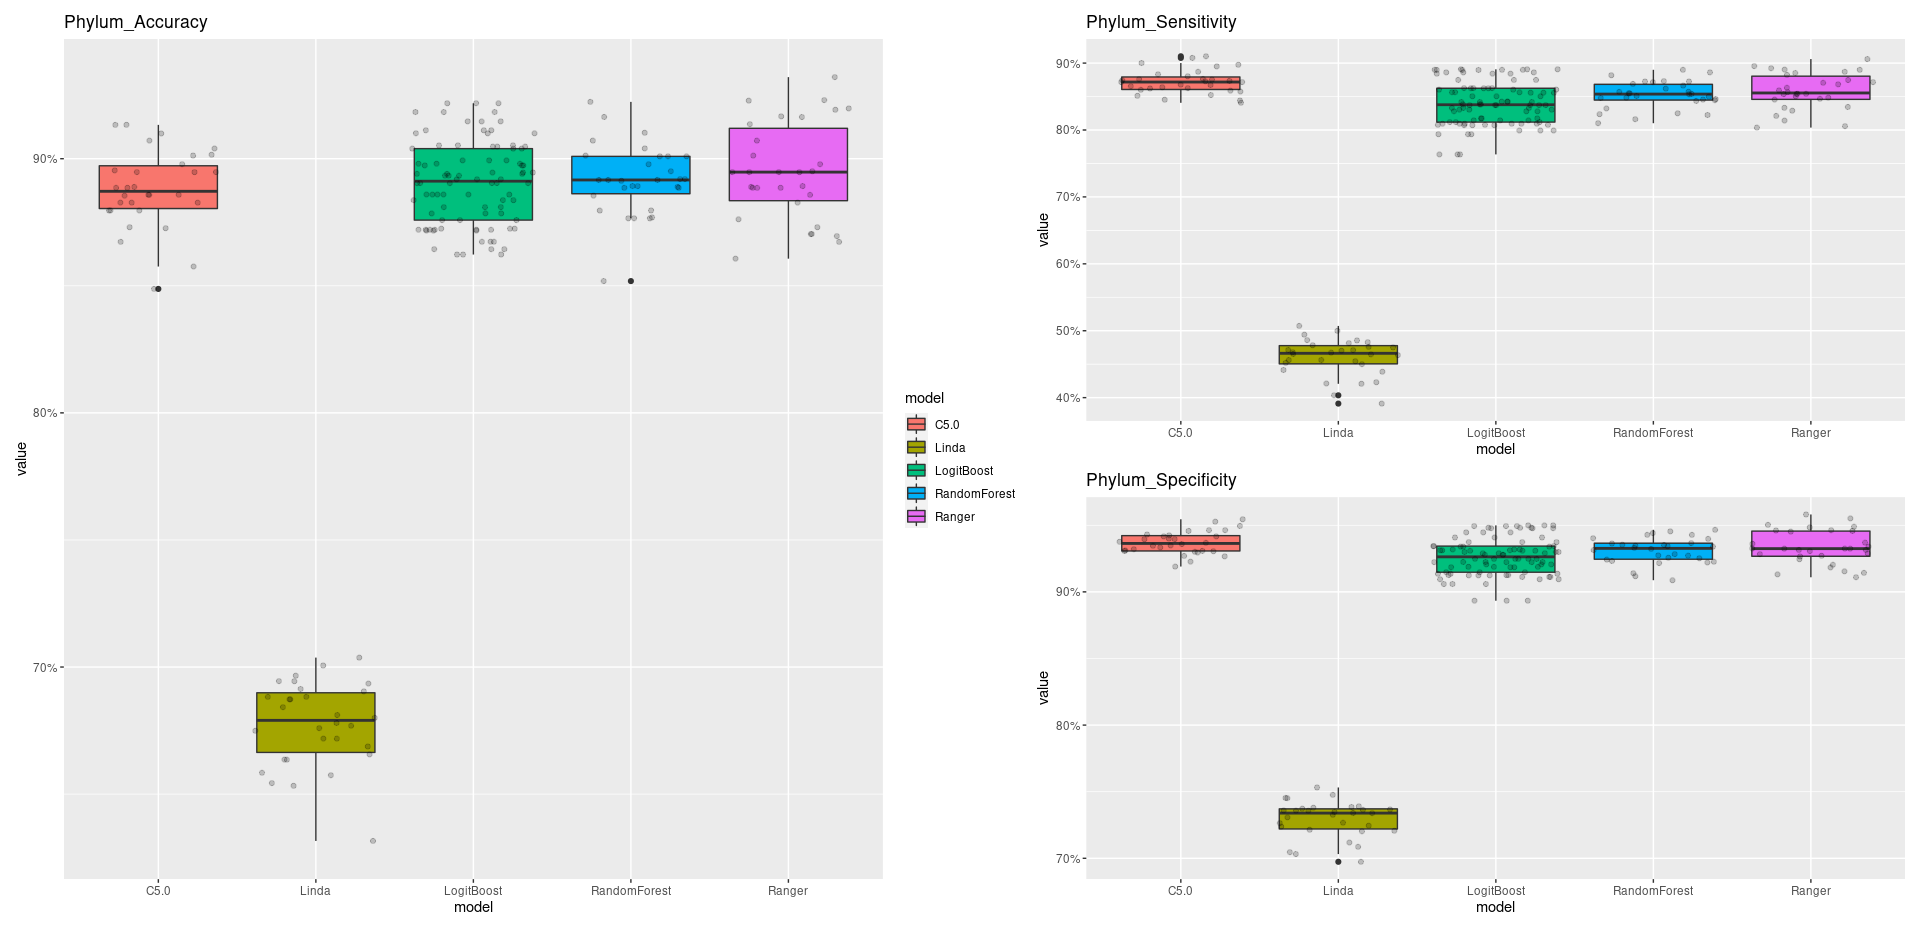 Phylum_Accuracy
value
90%
80%
70%
C5.0 Linda LogitBoost RandomForest Ranger
model
model
C5.0
Linda
LogitBoost
RandomForest
Ranger
Phylum_Sensitivity
value
90%
80%
70%
60%
50%
40%
C5.0 Linda LogitBoost RandomForest Ranger
model
Phylum_Specificity
value
90%
80%
70%
C5.0 Linda LogitBoost RandomForest Ranger
model